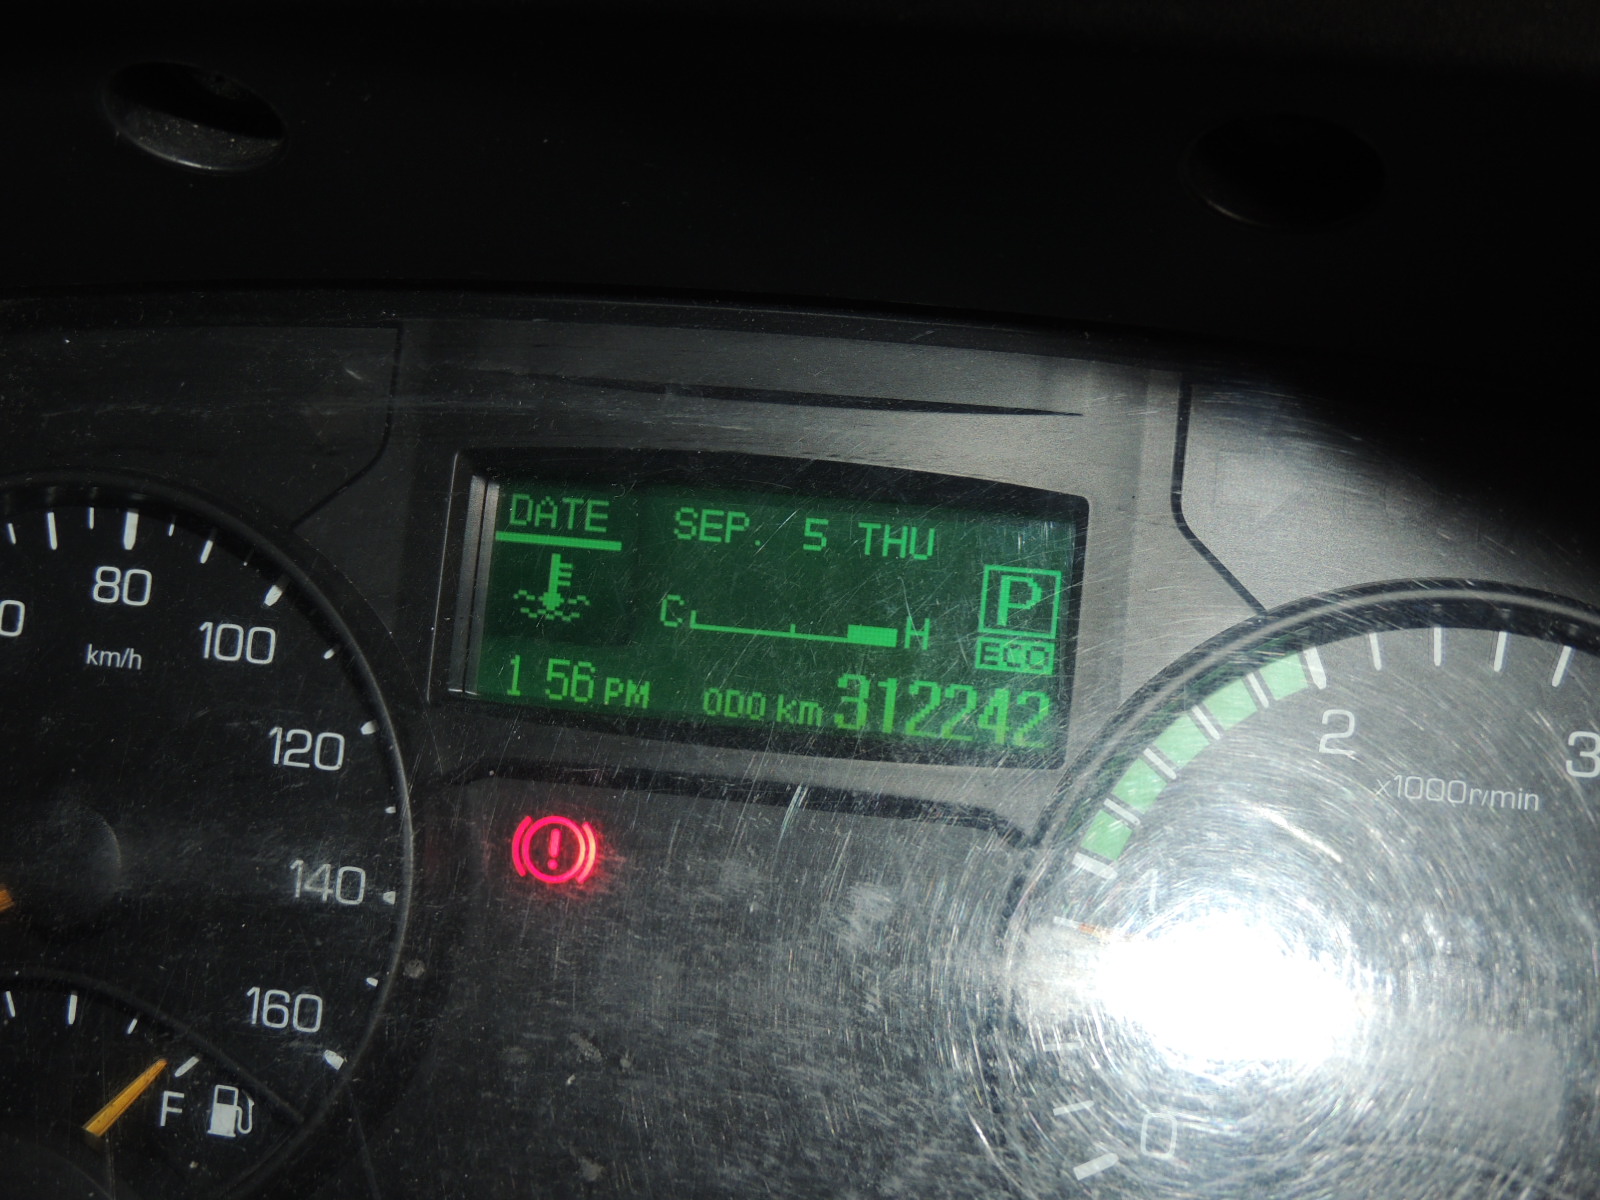 DATE SEP. 5 THU
C H P
ECO
1 56 PM ODO km 312242
80
km/h
100
120
140
160
F
!
0
1
2
3
x1000r/min